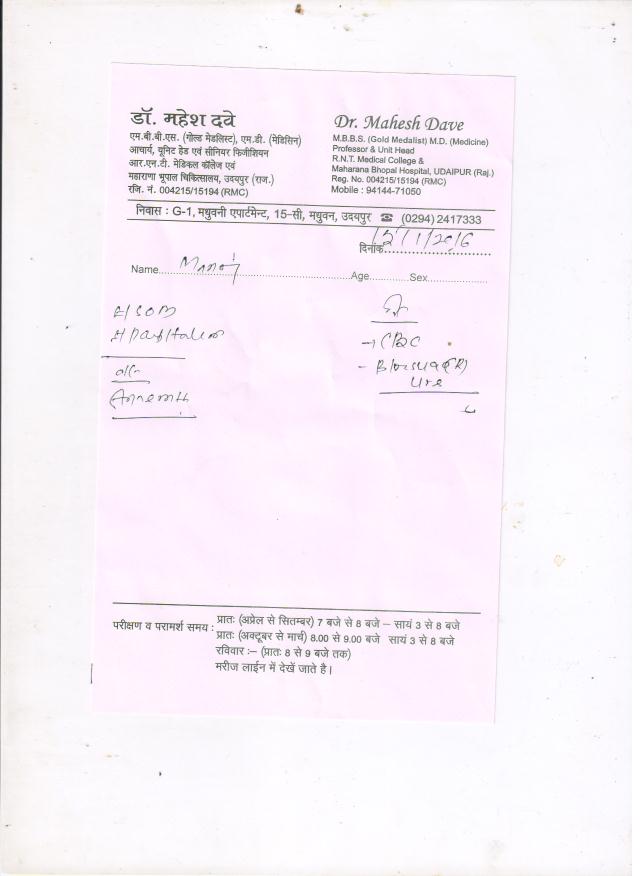 डॉ. महेश दवे
एम.बी.बी.एस. (गोल्ड मेडलिस्ट), एम.डी. (मेडिसिन)
आचार्य, यूनिट हेड एवं सीनियर फिजीशियन
आर.एन.टी. मेडिकल कॉलेज एवं
महाराणा भूपाल चिकित्सालय, उदयपुर (राज.)
रजि. नं. 004215/15194 (RMC)
Dr. Mahesh Dave
M.B.B.S. (Gold Medalist) M.D. (Medicine)
Professor & Unit Head
R.N.T. Medical College &
Maharana Bhopal Hospital, UDAIPUR (Raj.)
Reg. No. 004215/15194 (RMC)
Mobile : 94144-71050
निवास : G-1, मधुवनी एपार्टमेन्ट, 15-सी, मधुवन, उदयपुर ☎ (0294) 2417333
दिनांक 15/1/2016
Name Manoj Age Sex
→ CBC
परीक्षण व परामर्श समय : प्रातः (अप्रेल से सितम्बर) 7 बजे से 8 बजे – सायं 3 से 8 बजे
प्रातः (अक्टूबर से मार्च) 8.00 से 9.00 बजे सायं 3 से 8 बजे
रविवार :– (प्रातः 8 से 9 बजे तक)
मरीज लाईन में देखें जाते है।